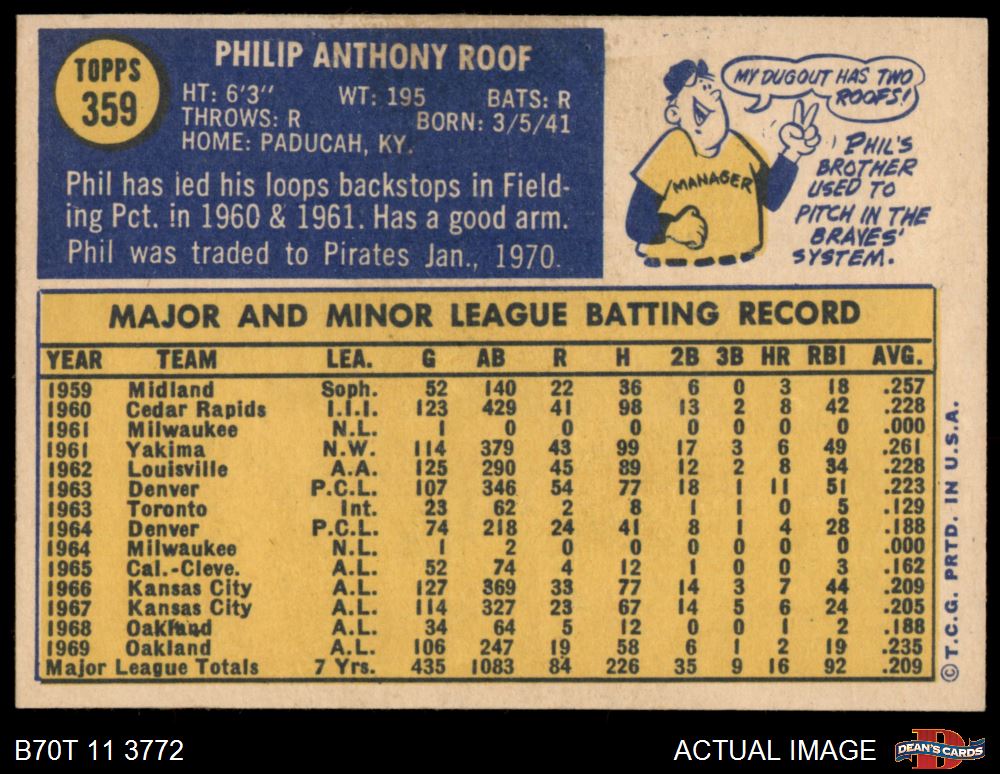 TOPPS
359
PHILIP ANTHONY ROOF
HT: 6'3" WT: 195 BATS: R
THROWS: R BORN: 3/5/41
HOME: PADUCAH, KY.
Phil has led his loops backstops in Field-
ing Pct. in 1960 & 1961. Has a good arm.
Phil was traded to Pirates Jan., 1970.
MY DUGOUT HAS TWO
ROOFS!
MANAGER
PHIL'S
BROTHER
USED TO
PITCH IN THE
BRAVES'
SYSTEM.
MAJOR AND MINOR LEAGUE BATTING RECORD
YEAR TEAM LEA. G AB R H 2B 3B HR RBI AVG.
1959 Midland Soph. 52 140 22 36 6 0 3 18 .257
1960 Cedar Rapids I.I.I. 123 429 41 98 13 2 8 42 .228
1961 Milwaukee N.L. 1 0 0 0 0 0 0 0 .000
1961 Yakima N.W. 114 379 43 99 17 3 6 49 .261
1962 Louisville A.A. 125 290 45 89 12 2 8 34 .228
1963 Denver P.C.L. 107 346 54 77 18 1 11 51 .223
1963 Toronto Int. 23 62 2 8 1 1 0 5 .129
1964 Denver P.C.L. 74 218 24 41 8 1 4 28 .188
1964 Milwaukee N.L. 1 2 0 0 0 0 0 0 .000
1965 Cal.-Cleve. A.L. 52 74 4 12 1 0 0 3 .162
1966 Kansas City A.L. 127 369 33 77 14 3 7 44 .209
1967 Kansas City A.L. 114 327 23 67 14 5 6 24 .205
1968 Oakland A.L. 34 64 5 12 0 0 1 2 .188
1969 Oakland A.L. 106 247 19 58 6 1 2 19 .235
Major League Totals 7 Yrs. 435 1083 84 226 35 9 16 92 .209
© T.C.G. PRTD. IN U.S.A.
B70T 11 3772
ACTUAL IMAGE
D
DEAN'S CARDS